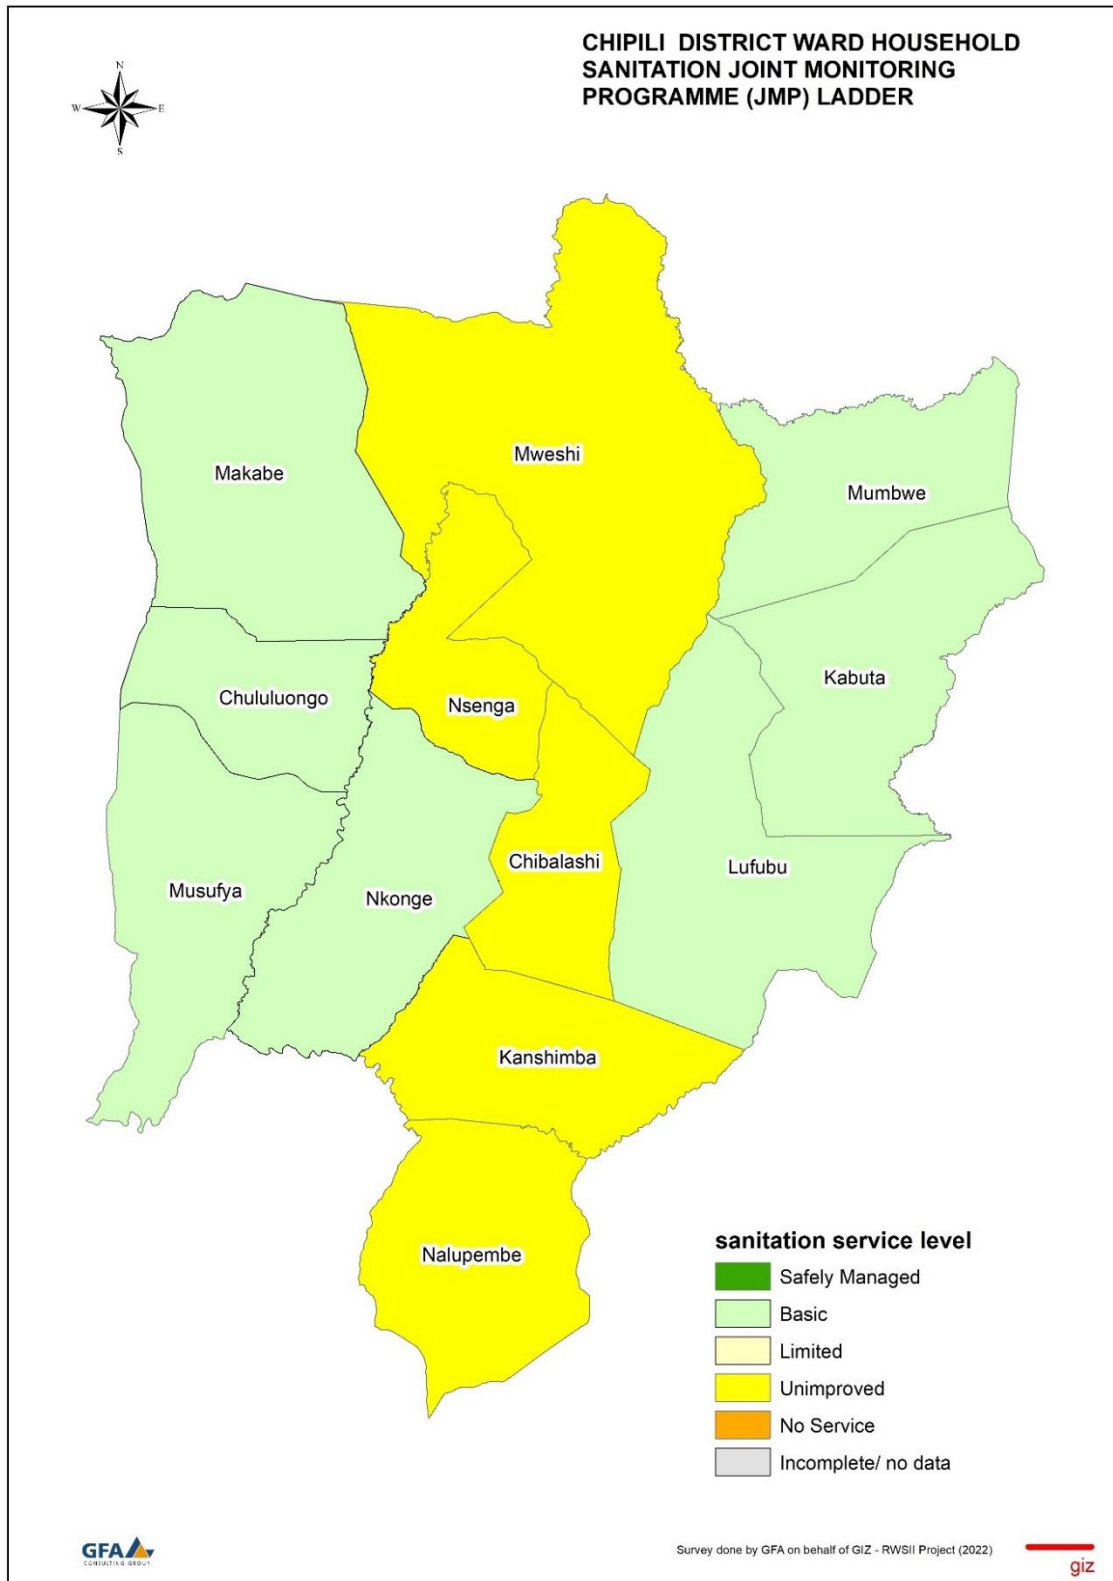 CHIPILI DISTRICT WARD HOUSEHOLD
SANITATION JOINT MONITORING
PROGRAMME (JMP) LADDER
N
W
E
S
Mweshi
Makabe
Mumbwe
Kabuta
Chululuongo
Nsenga
Chibalashi
Lufubu
Musufya
Nkonge
Kanshimba
Nalupembe
sanitation service level
Safely Managed
Basic
Limited
Unimproved
No Service
Incomplete/ no data
GFA
CONSULTING GROUP
Survey done by GFA on behalf of GIZ - RWSII Project (2022)
giz